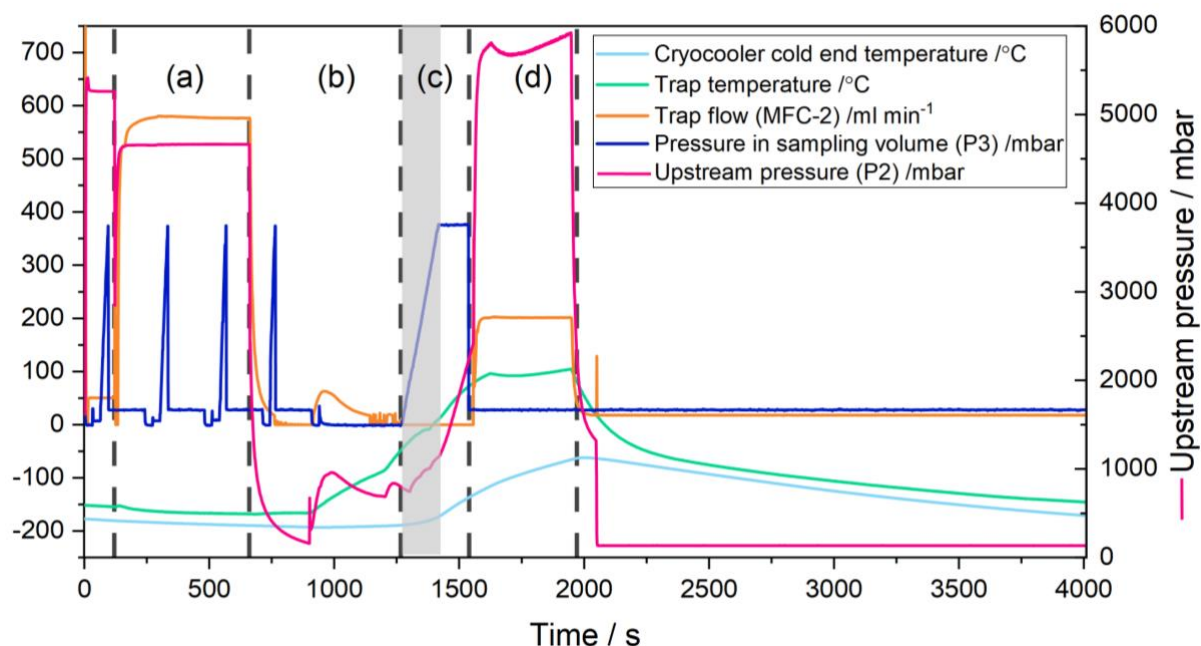 700
600
500
400
300
200
100
0
-100
-200
(a)
(b)
(c)
(d)
Cryocooler cold end temperature /°C
Trap temperature /°C
Trap flow (MFC-2) /ml min⁻¹
Pressure in sampling volume (P3) /mbar
Upstream pressure (P2) /mbar
6000
5000
4000
3000
2000
1000
0
Upstream pressure / mbar
0 500 1000 1500 2000 2500 3000 3500 4000
Time / s